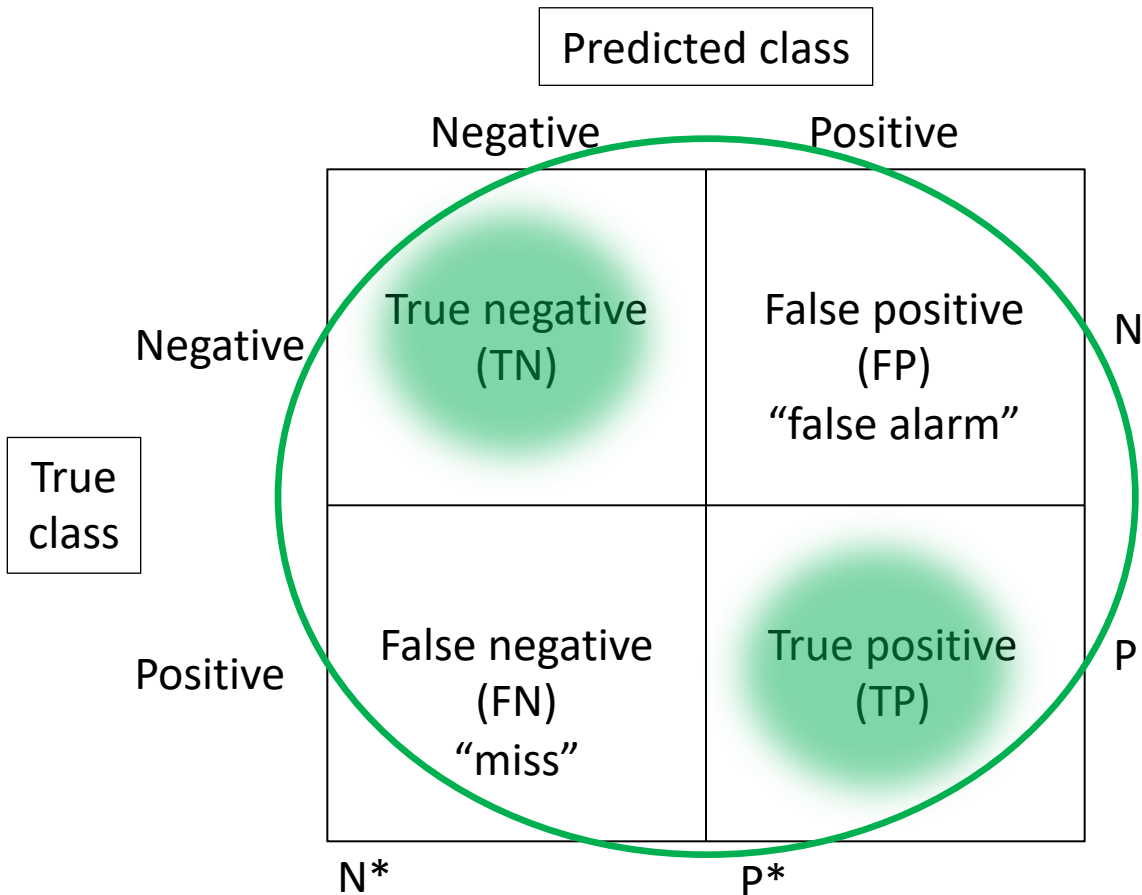 Predicted class
Negative
Positive
True negative
(TN)
False positive
(FP)
“false alarm”
Negative
N
True
class
False negative
(FN)
“miss”
True positive
(TP)
Positive
P
N*
P*